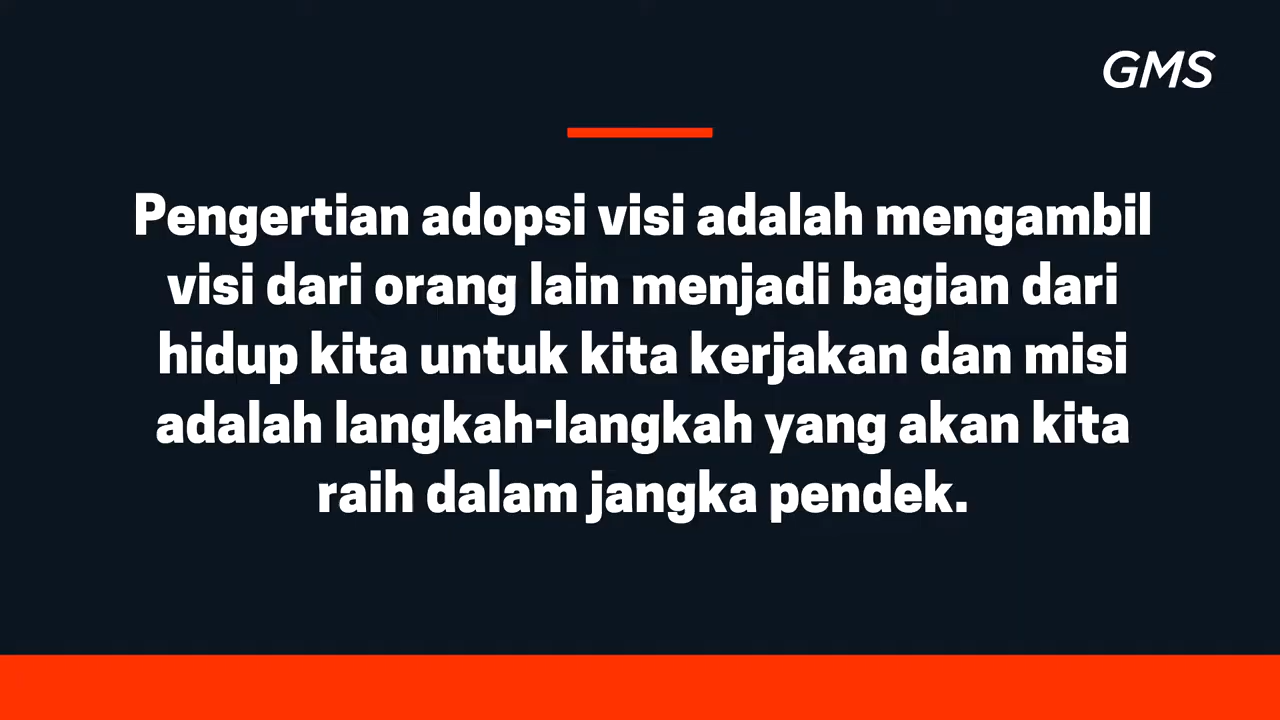 GMS
Pengertian adopsi visi adalah mengambil
visi dari orang lain menjadi bagian dari
hidup kita untuk kita kerjakan dan misi
adalah langkah-langkah yang akan kita
raih dalam jangka pendek.